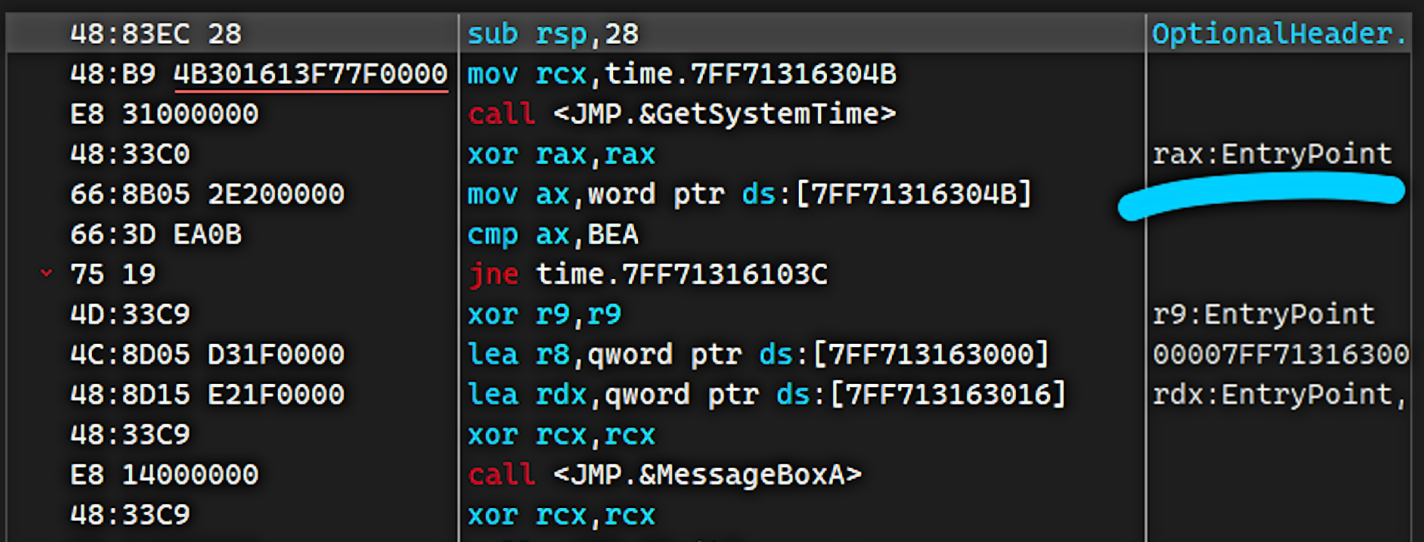 48:83EC 28 sub rsp,28 OptionalHeader.
48:B9 4B301613F77F0000 mov rcx,time.7FF71316304B
E8 31000000 call <JMP.&GetSystemTime>
48:33C0 xor rax,rax rax:EntryPoint
66:8B05 2E200000 mov ax,word ptr ds:[7FF71316304B]
66:3D EA0B cmp ax,BEA
75 19 jne time.7FF71316103C
4D:33C9 xor r9,r9 r9:EntryPoint
4C:8D05 D31F0000 lea r8,qword ptr ds:[7FF713163000] 00007FF71316300
48:8D15 E21F0000 lea rdx,qword ptr ds:[7FF713163016] rdx:EntryPoint,
48:33C9 xor rcx,rcx
E8 14000000 call <JMP.&MessageBoxA>
48:33C9 xor rcx,rcx